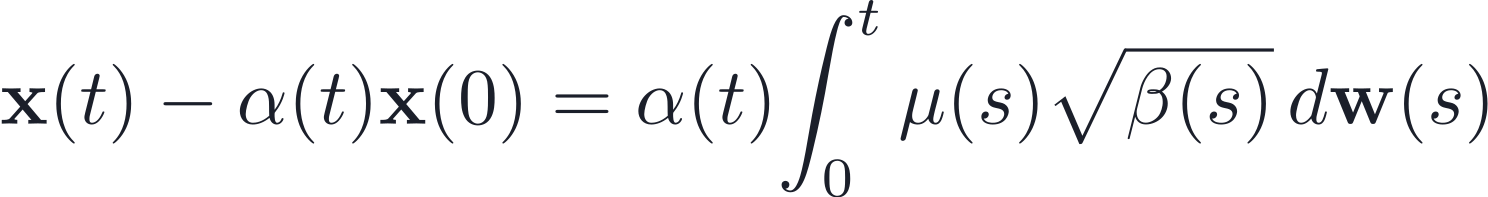 𝐱(t) − α(t)𝐱(0) = α(t)∫₀ᵗ μ(s)√β(s) d𝐰(s)